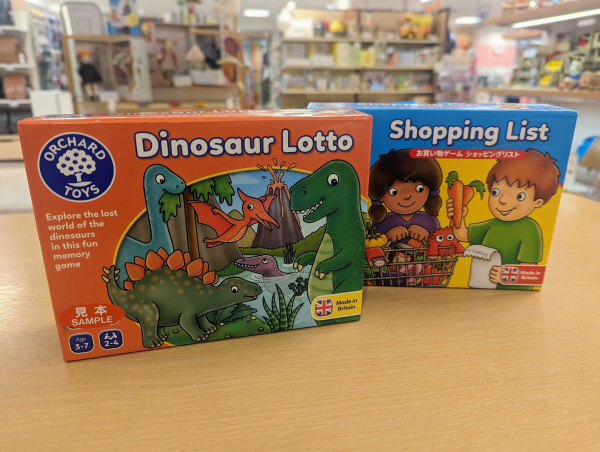 ORCHARD
TOYS
Dinosaur Lotto
Explore the lost
world of the
dinosaurs
in this fun
memory
game
見本
SAMPLE
Age
3-7
2-4
Made in
Britain
Shopping List
お買い物ゲーム ショッピングリスト
Made in
Britain